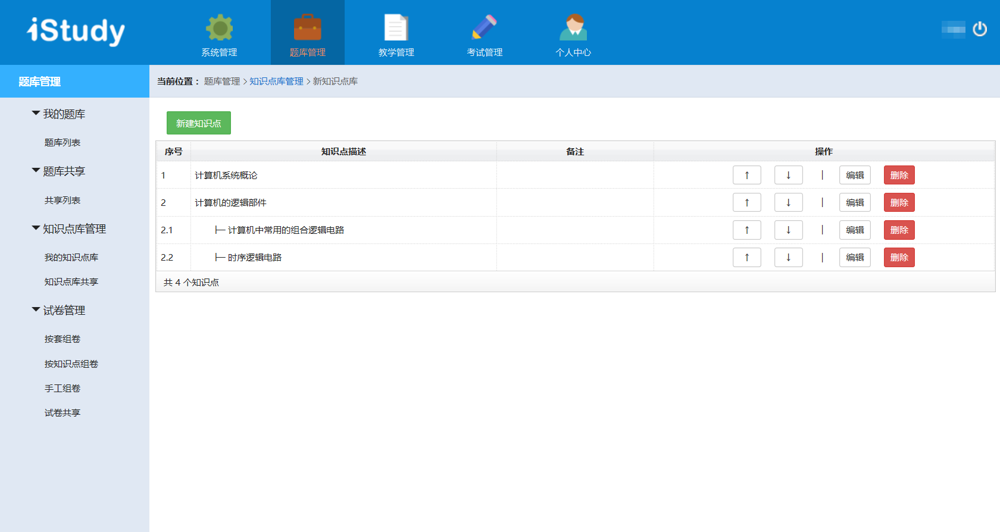 iStudy
系统管理
题库管理
教学管理
考试管理
个人中心
题库管理
当前位置： 题库管理 > 知识点库管理 > 新知识点库
我的题库
题库列表
题库共享
共享列表
知识点库管理
我的知识点库
知识点库共享
试卷管理
按套组卷
按知识点组卷
手工组卷
试卷共享
新建知识点
序号 知识点描述 备注 操作
1 计算机系统概论 ↑ ↓ | 编辑 删除
2 计算机的逻辑部件 ↑ ↓ | 编辑 删除
2.1 ├─ 计算机中常用的组合逻辑电路 ↑ ↓ | 编辑 删除
2.2 ├─ 时序逻辑电路 ↑ ↓ | 编辑 删除
共 4 个知识点